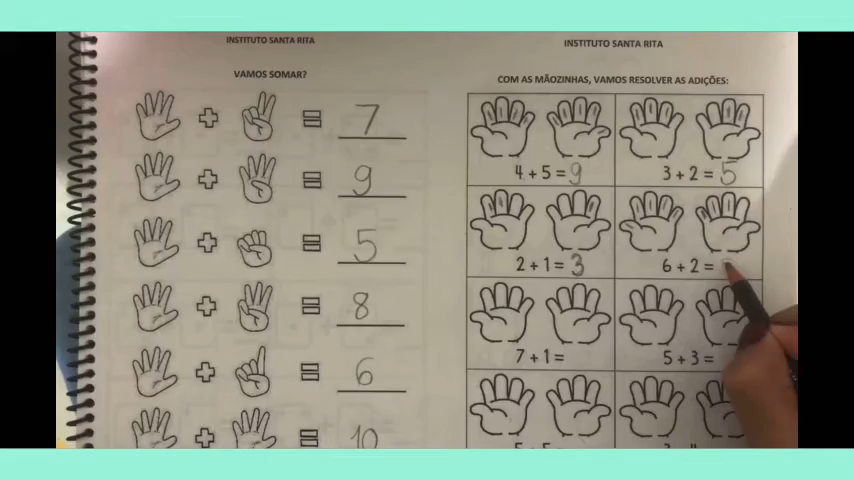 INSTITUTO SANTA RITA
VAMOS SOMAR?
+ = 7
+ = 9
+ = 5
+ = 8
+ = 6
+ = 10
INSTITUTO SANTA RITA
COM AS MÃOZINHAS, VAMOS RESOLVER AS ADIÇÕES:
4 + 5 = 9
3 + 2 = 5
2 + 1 = 3
6 + 2 =
7 + 1 =
5 + 3 =